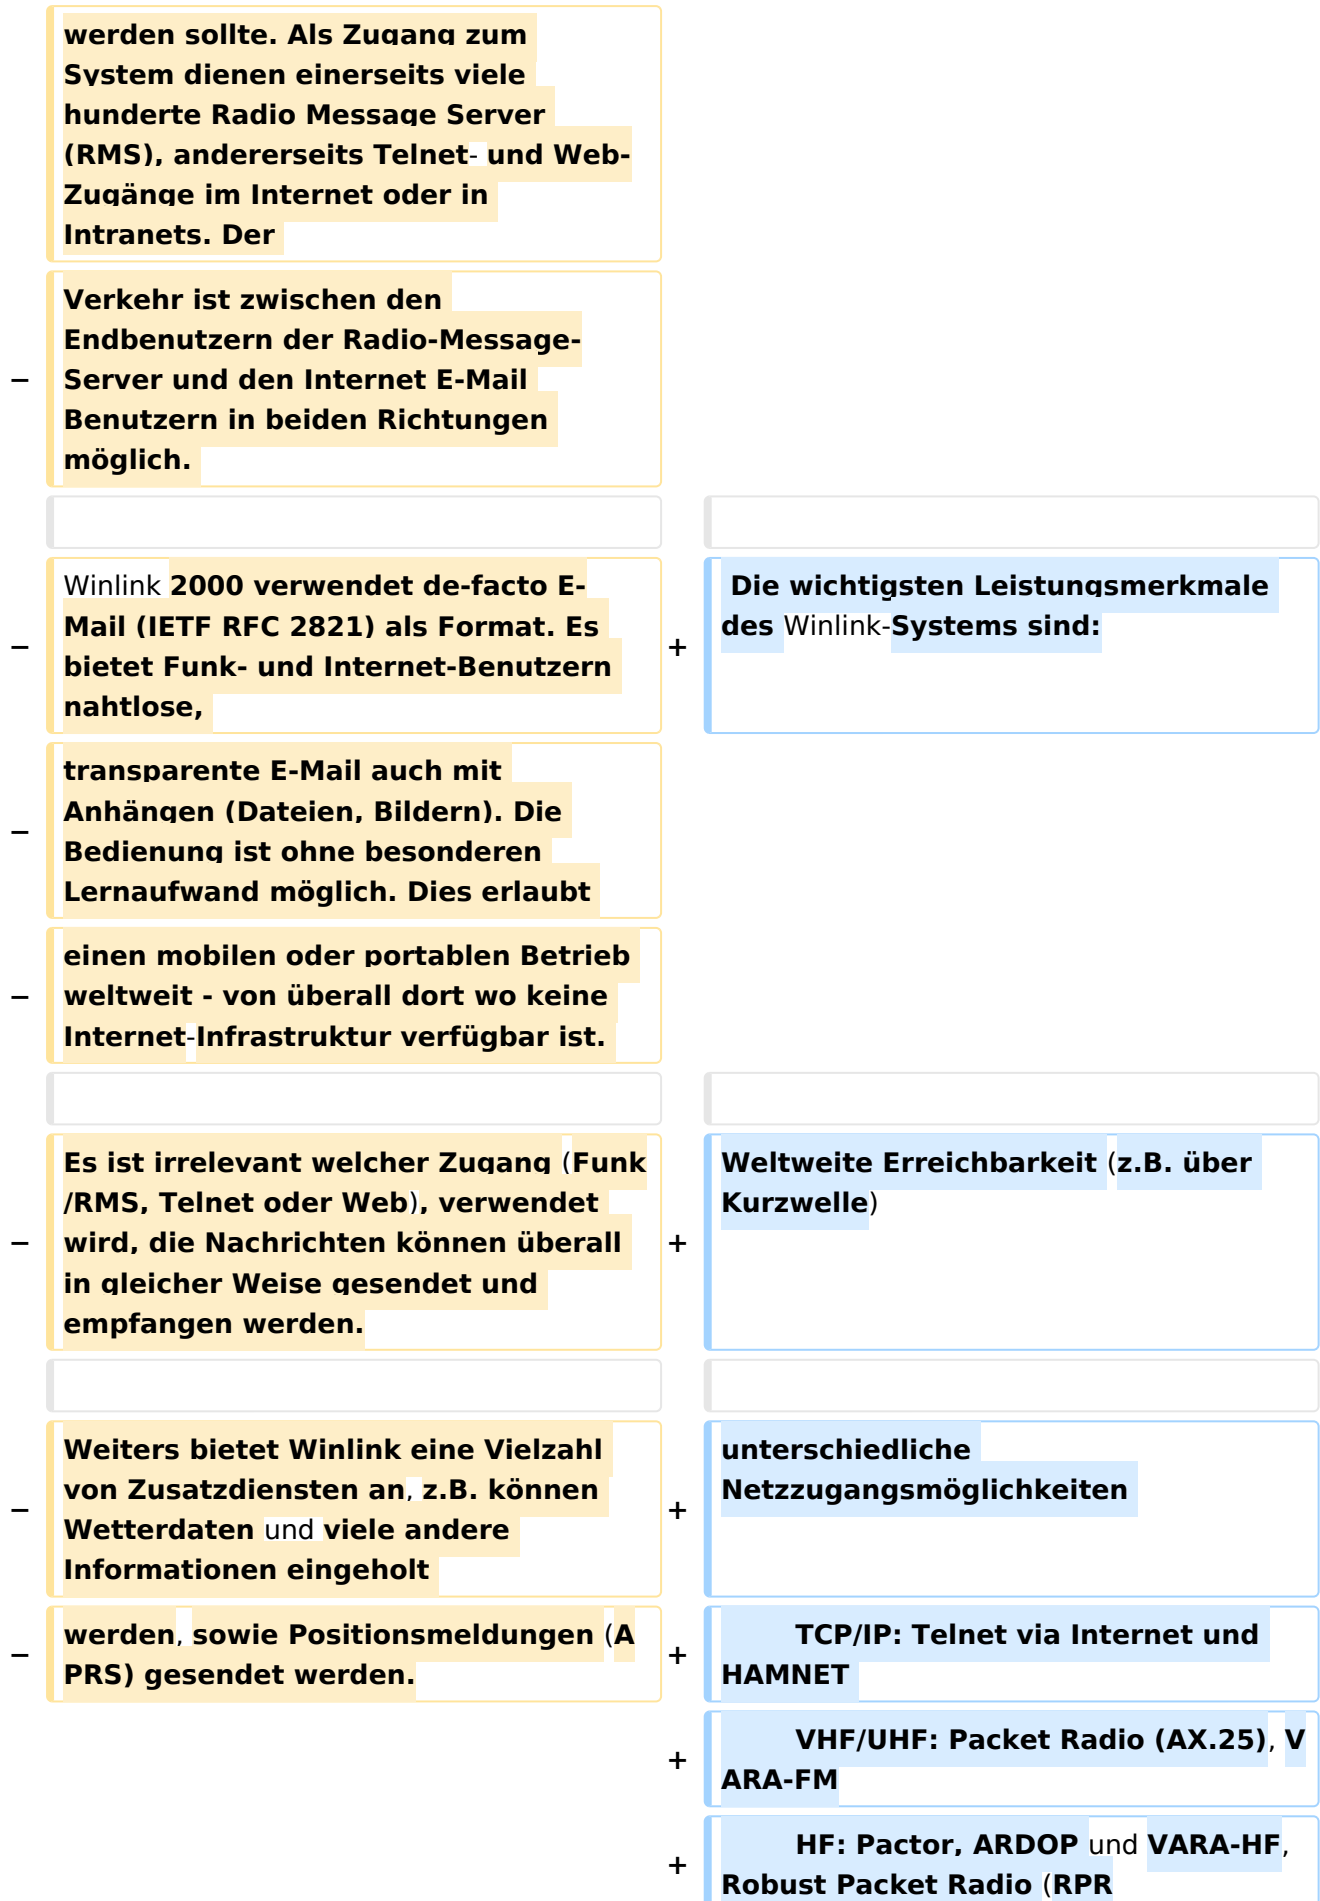 werden sollte. Als Zugang zum
System dienen einerseits viele
hunderte Radio Message Server
(RMS), andererseits Telnet- und Web-
Zugänge im Internet oder in
Intranets. Der
Verkehr ist zwischen den
Endbenutzern der Radio-Message-
− Server und den Internet E-Mail
Benutzern in beiden Richtungen
möglich.
Winlink 2000 verwendet de-facto E-
Mail (IETF RFC 2821) als Format. Es
− bietet Funk- und Internet-Benutzern
nahtlose,
+ Die wichtigsten Leistungsmerkmale
des Winlink-Systems sind:
transparente E-Mail auch mit
− Anhängen (Dateien, Bildern). Die
Bedienung ist ohne besonderen
Lernaufwand möglich. Dies erlaubt
einen mobilen oder portablen Betrieb
− weltweit - von überall dort wo keine
Internet-Infrastruktur verfügbar ist.
Es ist irrelevant welcher Zugang (Funk
/RMS, Telnet oder Web), verwendet
− wird, die Nachrichten können überall
in gleicher Weise gesendet und
empfangen werden.
+ Weltweite Erreichbarkeit (z.B. über
Kurzwelle)
Weiters bietet Winlink eine Vielzahl
− von Zusatzdiensten an, z.B. können
Wetterdaten und viele andere
Informationen eingeholt
+ unterschiedliche
Netzzugangsmöglichkeiten
− werden, sowie Positionsmeldungen (A
PRS) gesendet werden.
+ TCP/IP: Telnet via Internet und
HAMNET
+ VHF/UHF: Packet Radio (AX.25), V
ARA-FM
+ HF: Pactor, ARDOP und VARA-HF,
Robust Packet Radio (RPR